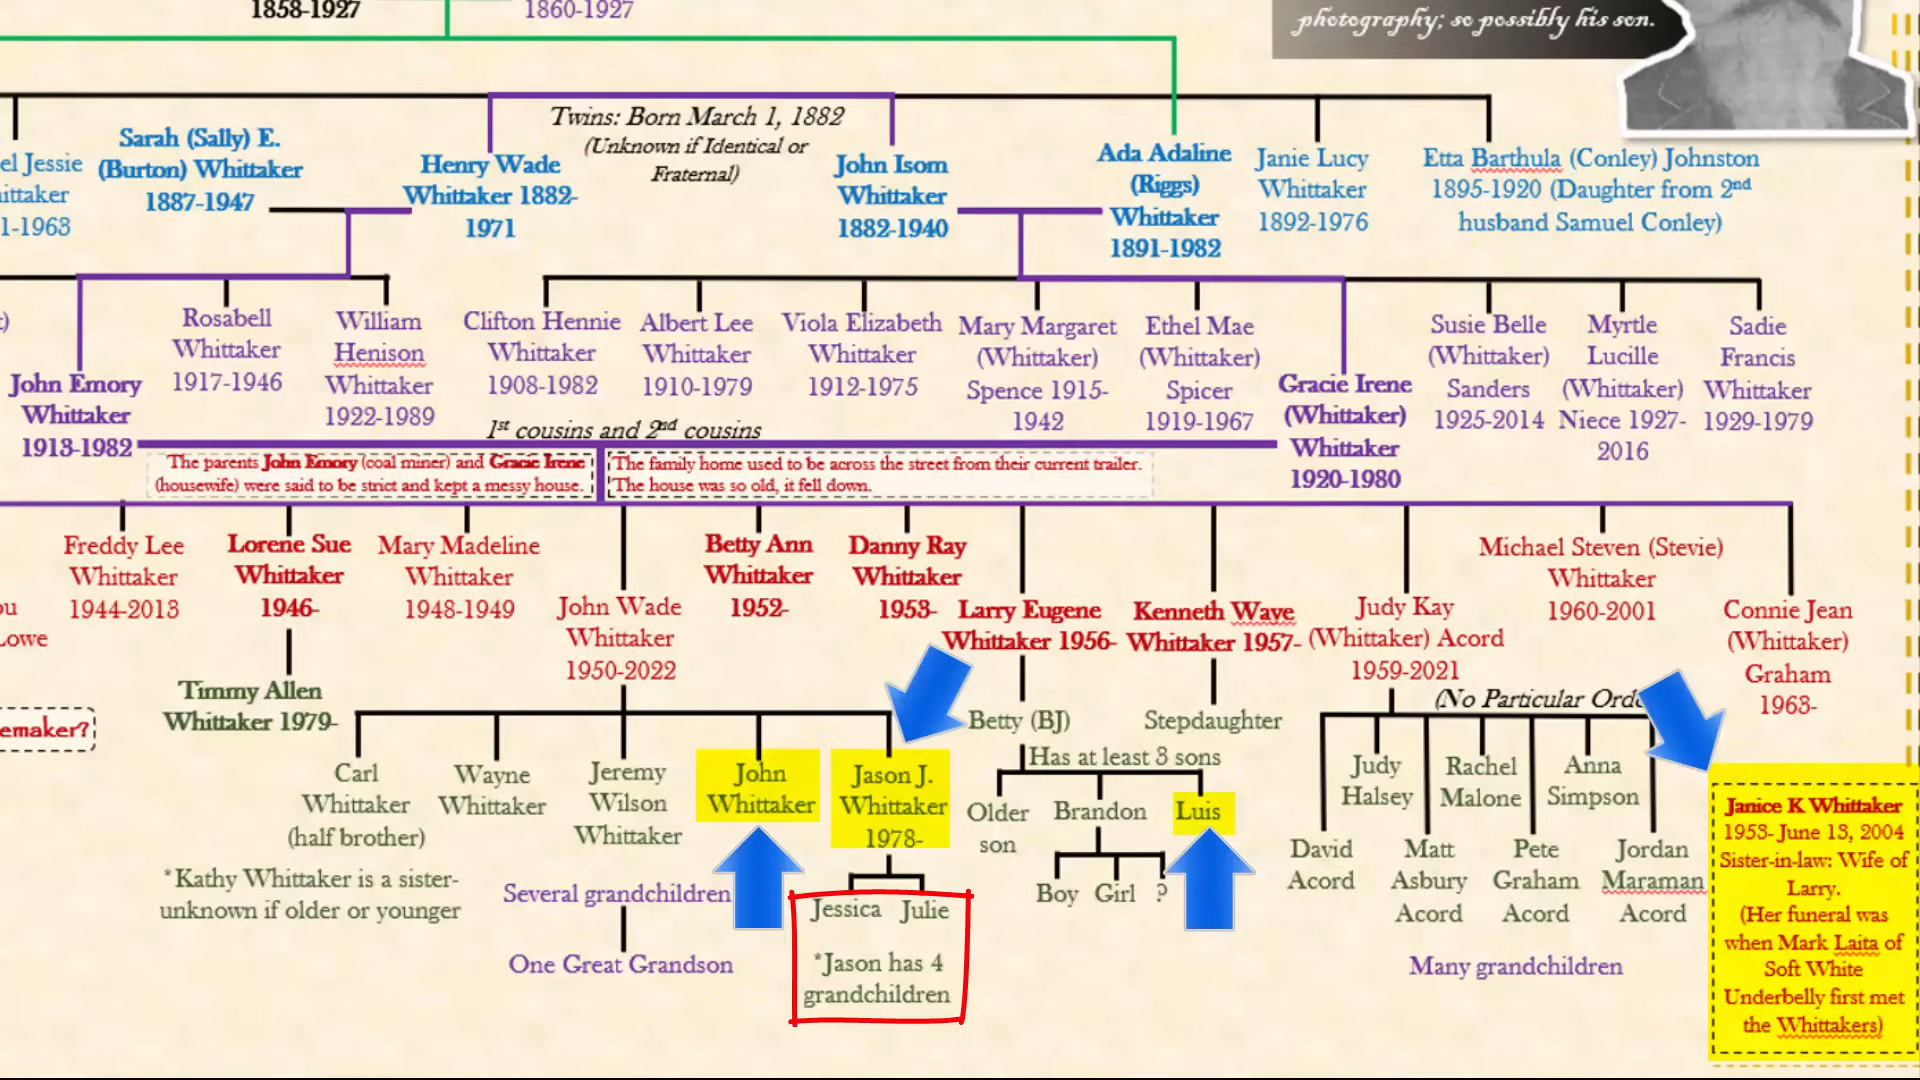 1858-1927
1860-1927
photography; so possibly his son.
Twins: Born March 1, 1882
(Unknown if Identical or
Fraternal)
el Jessie
ittaker
1-1963
Sarah (Sally) E.
(Burton) Whittaker
1887-1947
Henry Wade
Whittaker 1882-
1971
John Isom
Whittaker
1882-1940
Ada Adaline
(Riggs)
Whittaker
1891-1982
Janie Lucy
Whittaker
1892-1976
Etta Barthula (Conley) Johnston
1895-1920 (Daughter from 2nd
husband Samuel Conley)
t)
John Emory
Whittaker
1913-1982
Rosabell
Whittaker
1917-1946
William
Henison
Whittaker
1922-1989
Clifton Hennie
Whittaker
1908-1982
Albert Lee
Whittaker
1910-1979
Viola Elizabeth
Whittaker
1912-1975
Mary Margaret
(Whittaker)
Spence 1915-
1942
Ethel Mae
(Whittaker)
Spicer
1919-1967
Gracie Irene
(Whittaker)
Whittaker
1920-1980
Susie Belle
(Whittaker)
Sanders
1925-2014
Myrtle
Lucille
(Whittaker)
Niece 1927-
2016
Sadie
Francis
Whittaker
1929-1979
1st cousins and 2nd cousins
The parents John Emory (coal miner) and Gracie Irene
(housewife) were said to be strict and kept a messy house.
The family home used to be across the street from their current trailer.
The house was so old, it fell down.
ou
Lowe
Freddy Lee
Whittaker
1944-2013
Lorene Sue
Whittaker
1946-
Mary Madeline
Whittaker
1948-1949
John Wade
Whittaker
1950-2022
Betty Ann
Whittaker
1952-
Danny Ray
Whittaker
1953-
Larry Eugene
Whittaker 1956-
Kenneth Waye
Whittaker 1957-
Judy Kay
(Whittaker) Acord
1959-2021
Michael Steven (Stevie)
Whittaker
1960-2001
Connie Jean
(Whittaker)
Graham
1963-
emaker?
Timmy Allen
Whittaker 1979-
Betty (BJ)
Has at least 3 sons
Stepdaughter
(No Particular Orde
Carl
Whittaker
(half brother)
Wayne
Whittaker
Jeremy
Wilson
Whittaker
John
Whittaker
Jason J.
Whittaker
1978-
Older
son
Brandon
Luis
Judy
Halsey
Rachel
Malone
Anna
Simpson
David
Acord
Matt
Asbury
Acord
Pete
Graham
Acord
Jordan
Maraman
Acord
*Kathy Whittaker is a sister-
unknown if older or younger
Several grandchildren
One Great Grandson
Jessica Julie
*Jason has 4
grandchildren
Boy Girl ?
Many grandchildren
Janice K Whittaker
1953- June 13, 2004
Sister-in-law: Wife of
Larry.
(Her funeral was
when Mark Laita of
Soft White
Underbelly first met
the Whittakers)